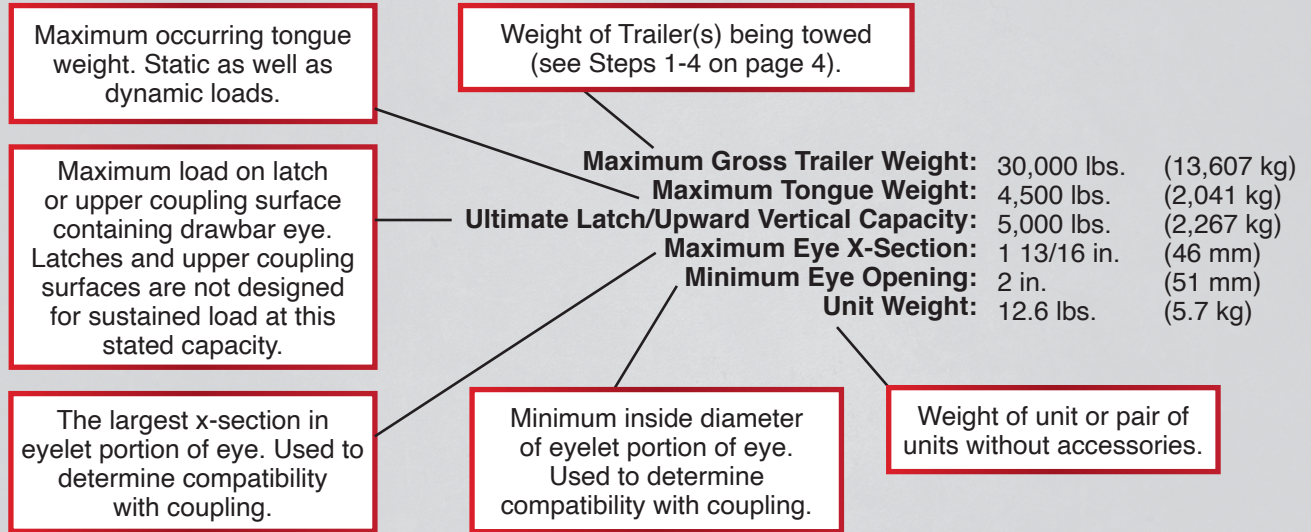 Maximum occurring tongue
weight. Static as well as
dynamic loads.
Weight of Trailer(s) being towed
(see Steps 1-4 on page 4).
Maximum load on latch
or upper coupling surface
containing drawbar eye.
Latches and upper coupling
surfaces are not designed
for sustained load at this
stated capacity.
Maximum Gross Trailer Weight: 30,000 lbs. (13,607 kg)
Maximum Tongue Weight: 4,500 lbs. (2,041 kg)
Ultimate Latch/Upward Vertical Capacity: 5,000 lbs. (2,267 kg)
Maximum Eye X-Section: 1 13/16 in. (46 mm)
Minimum Eye Opening: 2 in. (51 mm)
Unit Weight: 12.6 lbs. (5.7 kg)
The largest x-section in
eyelet portion of eye. Used to
determine compatibility
with coupling.
Minimum inside diameter
of eyelet portion of eye.
Used to determine
compatibility with coupling.
Weight of unit or pair of
units without accessories.